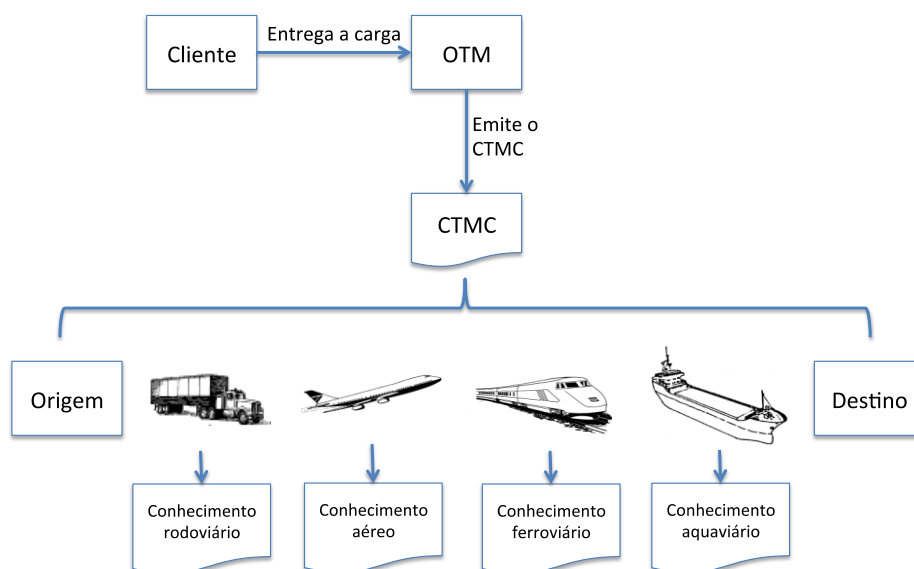 Cliente
Entrega a carga
OTM
Emite o
CTMC
CTMC
Origem
Destino
Conhecimento
rodoviário
Conhecimento
aéreo
Conhecimento
ferroviário
Conhecimento
aquaviário